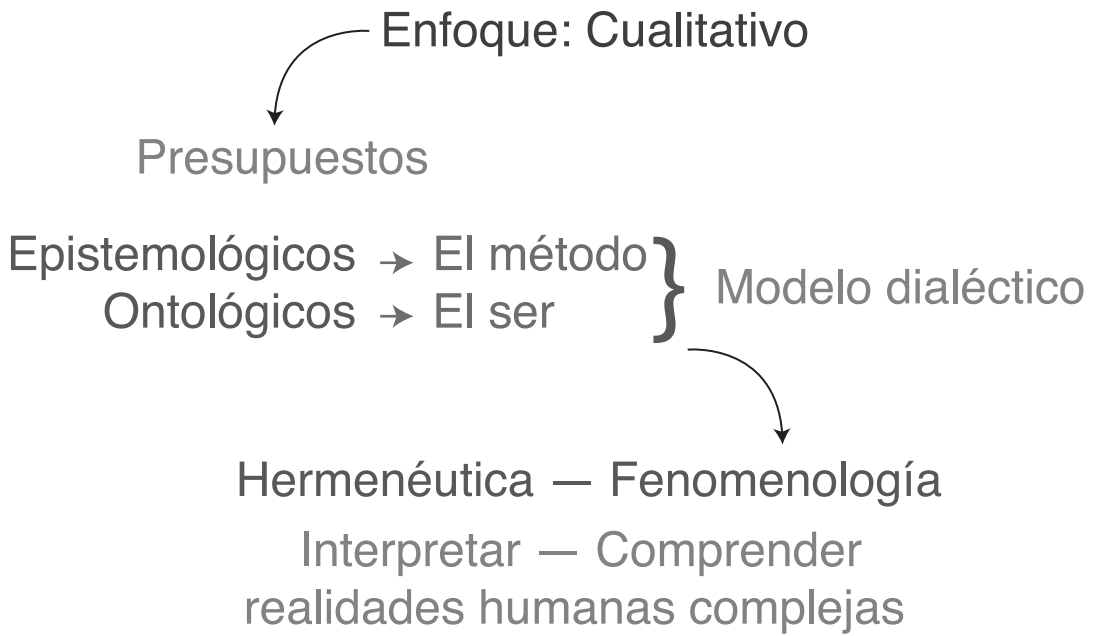 Enfoque: Cualitativo
Presupuestos
Epistemológicos → El método
Ontológicos → El ser
} Modelo dialéctico
Hermenéutica — Fenomenología
Interpretar — Comprender
realidades humanas complejas